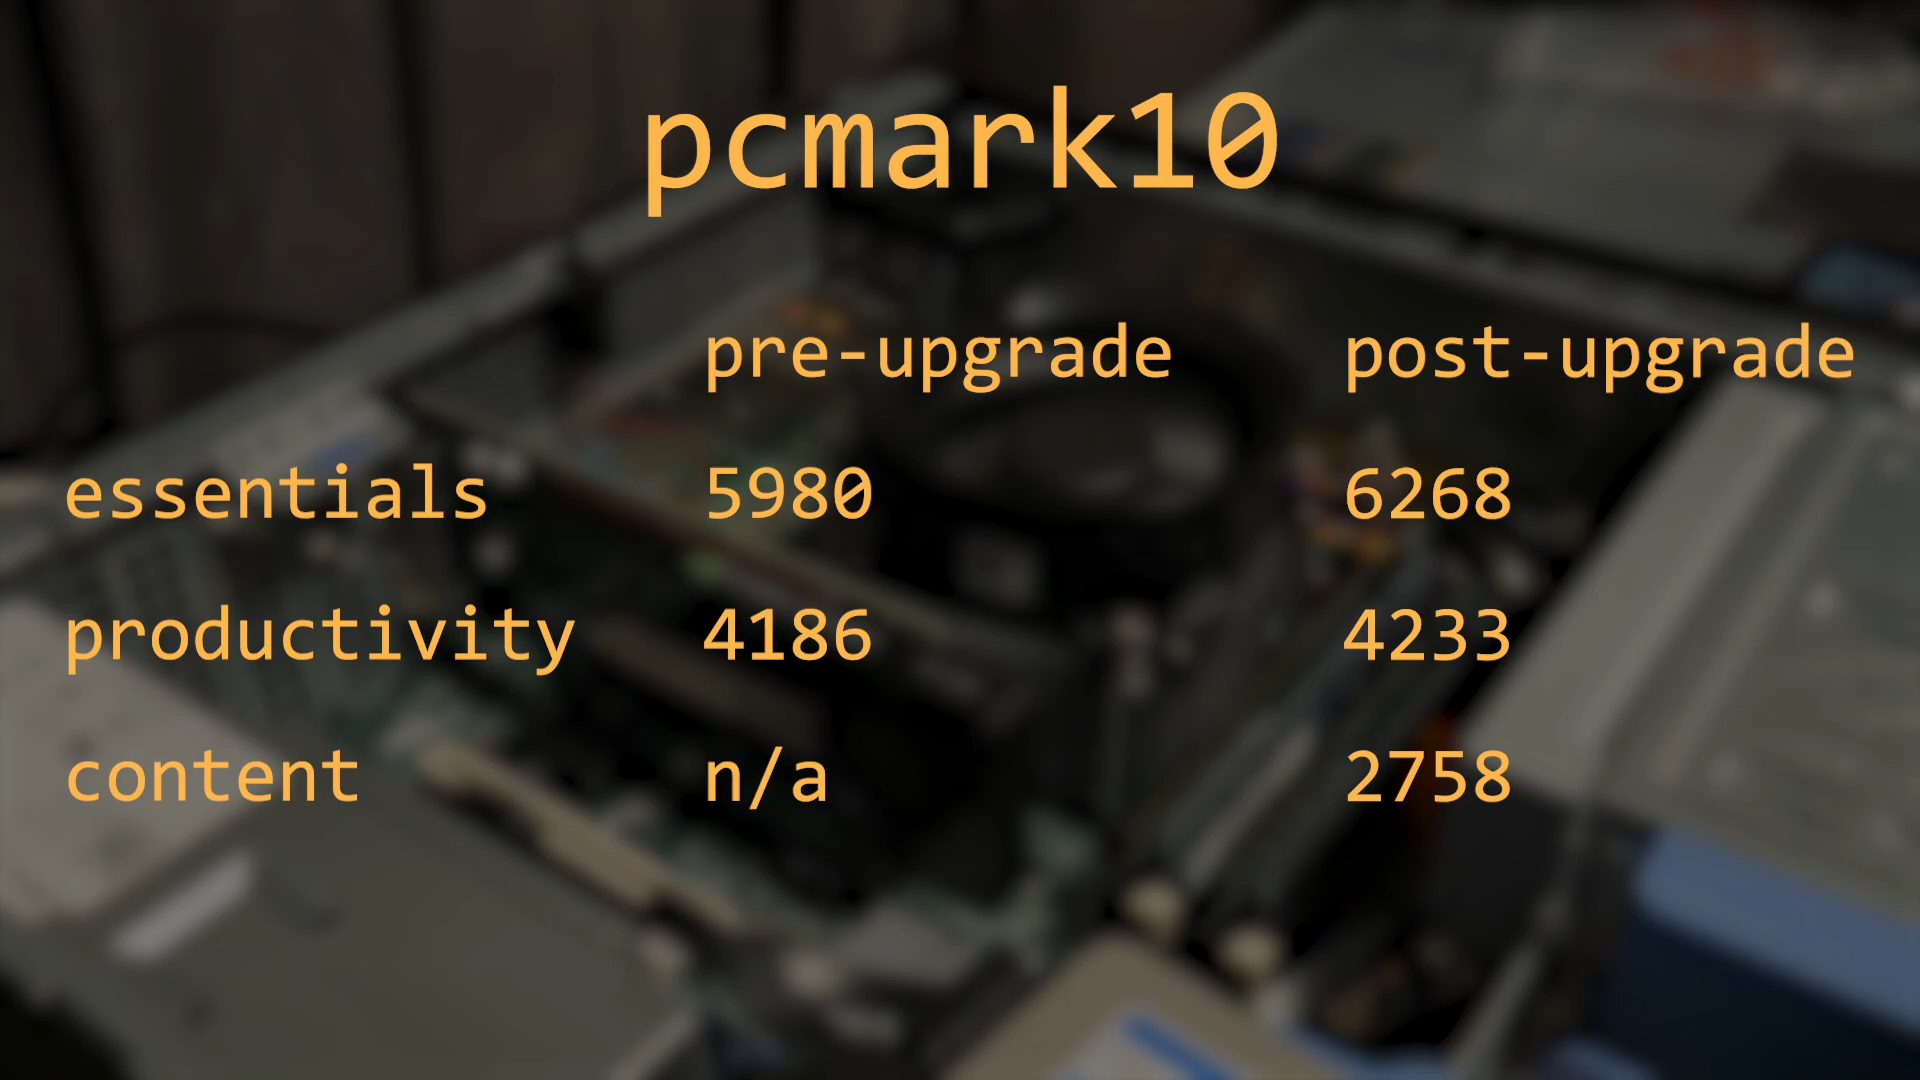 pcmark10
pre-upgrade post-upgrade
essentials 5980 6268
productivity 4186 4233
content n/a 2758